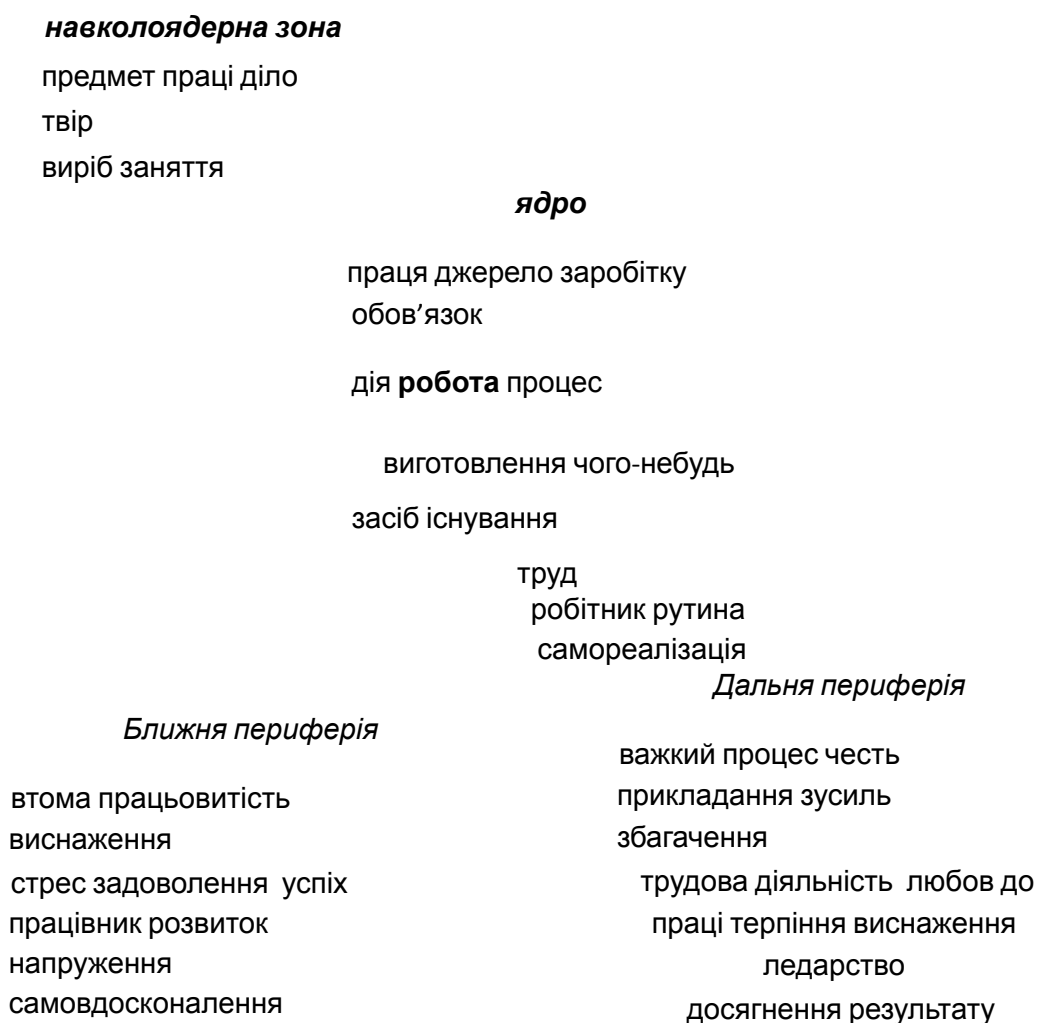 навколоядерна зона
предмет праці діло
твір
виріб заняття
ядро
праця джерело заробітку
обов’язок
дія робота процес
виготовлення чого-небудь
засіб існування
труд
робітник рутина
самореалізація
Ближня периферія
втома працьовитість
виснаження
стрес задоволення успіх
працівник розвиток
напруження
самовдосконалення
Дальня периферія
важкий процес честь
прикладання зусиль
збагачення
трудова діяльність любов до
праці терпіння виснаження
ледарство
досягнення результату